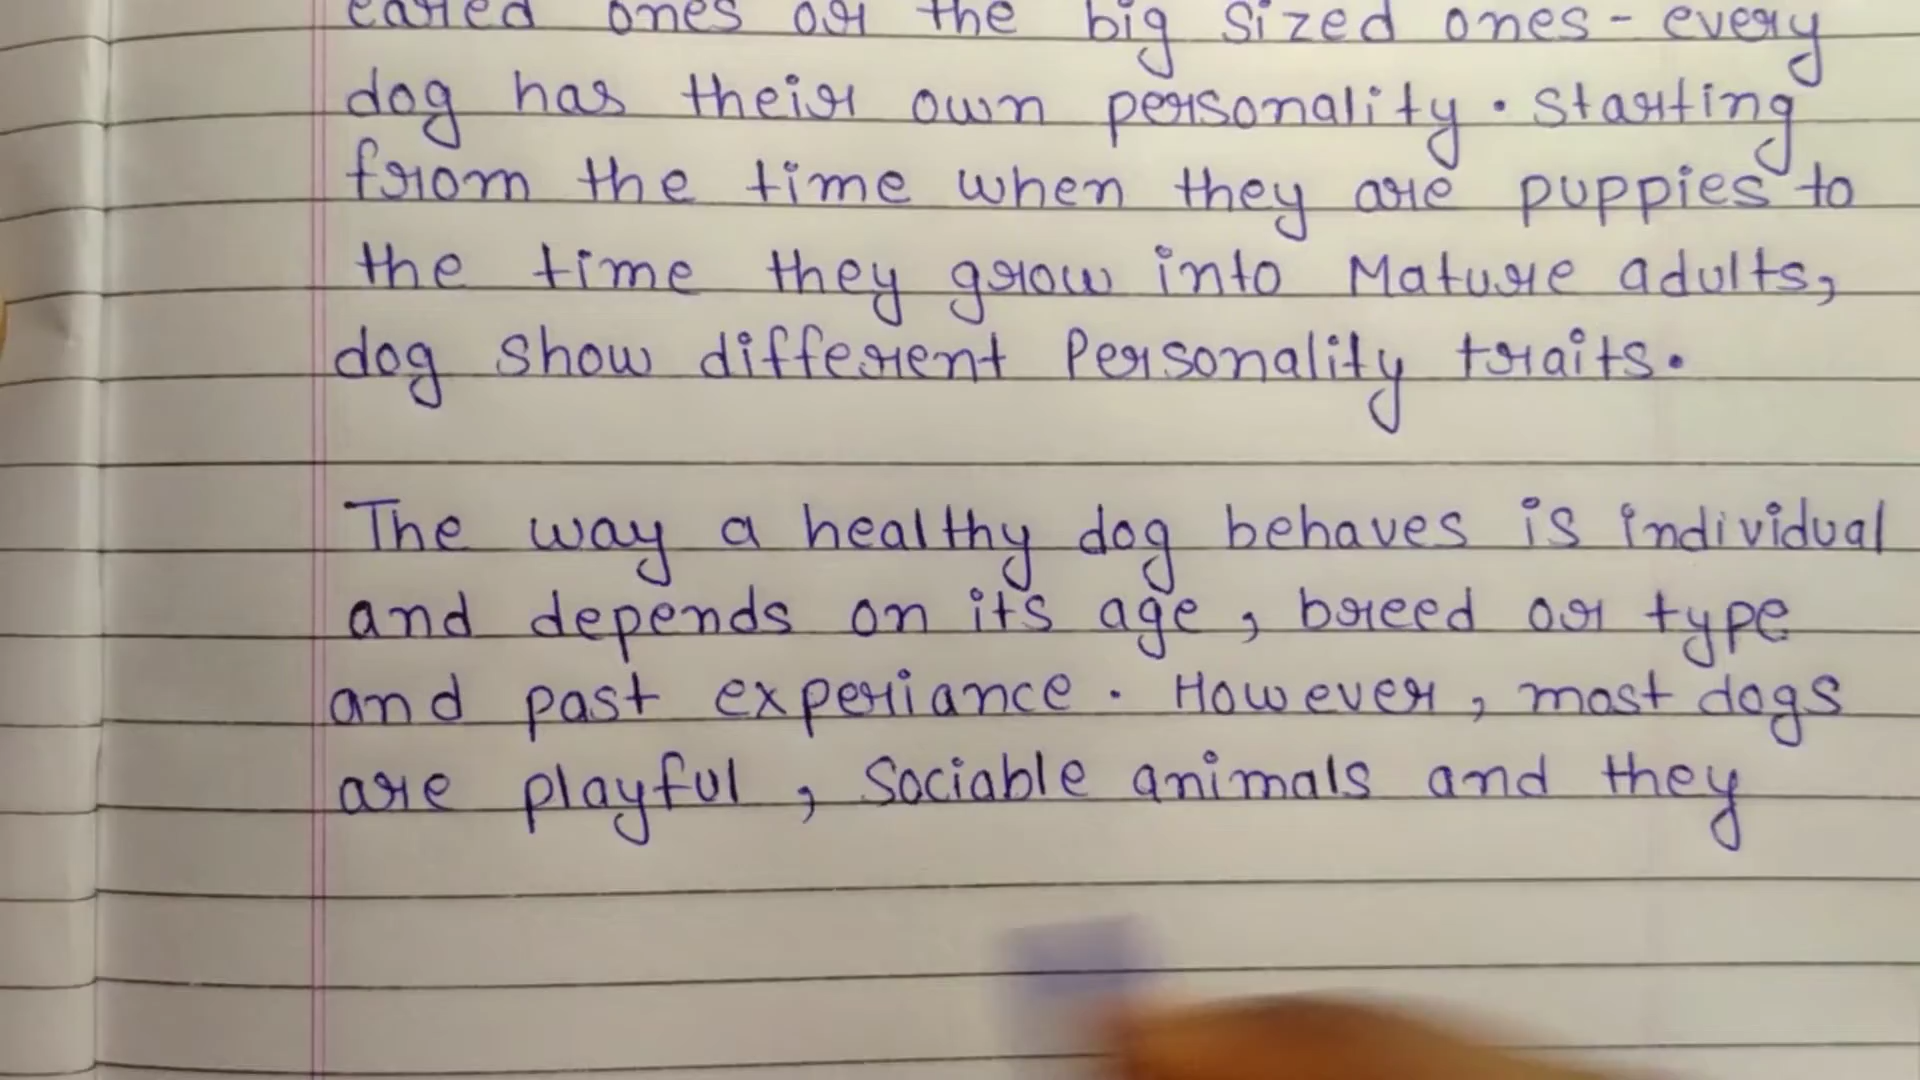 eared ones or the big sized ones - every
dog has their own personality. Starting
from the time when they are puppies to
the time they grow into Mature adults,
dog show different Personality traits.
The way a healthy dog behaves is individual
and depends on its age, breed or type
and past experiance. However, most dogs
are playful, Sociable animals and they